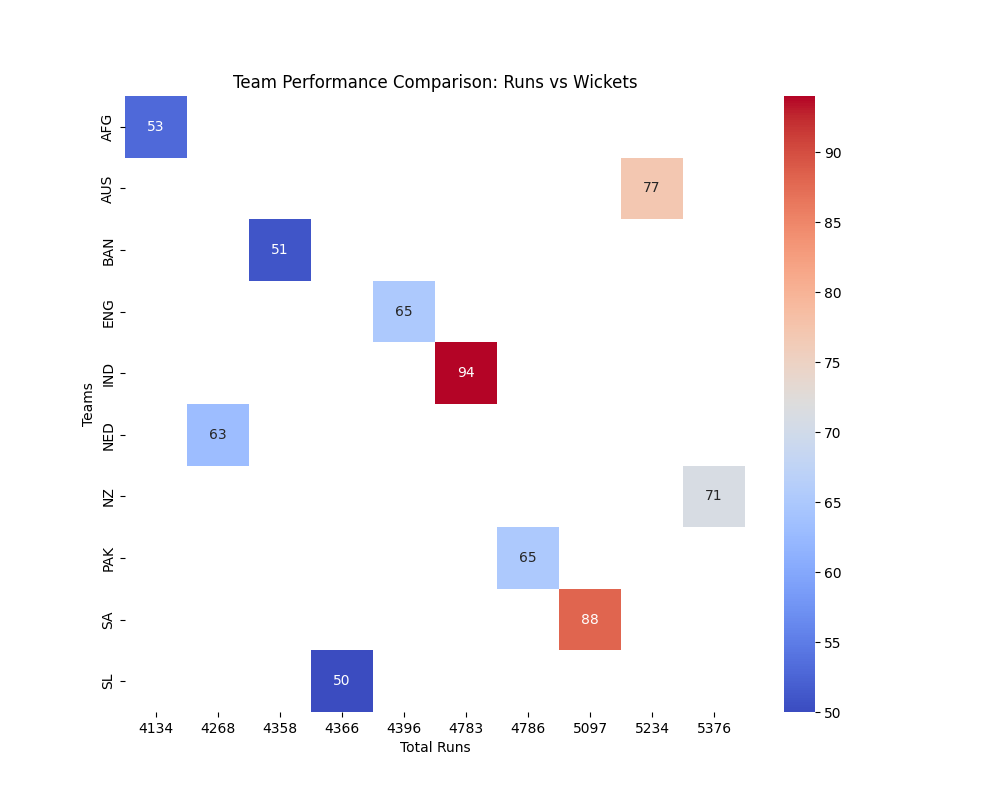 Team Performance Comparison: Runs vs Wickets
AFG
53
90
AUS
77
85
BAN
51
80
ENG
65
75
IND
94
Teams
70
NED
63
65
NZ
71
60
PAK
65
SA
88
55
SL
50
50
4134 4268 4358 4366 4396 4783 4786 5097 5234 5376
Total Runs